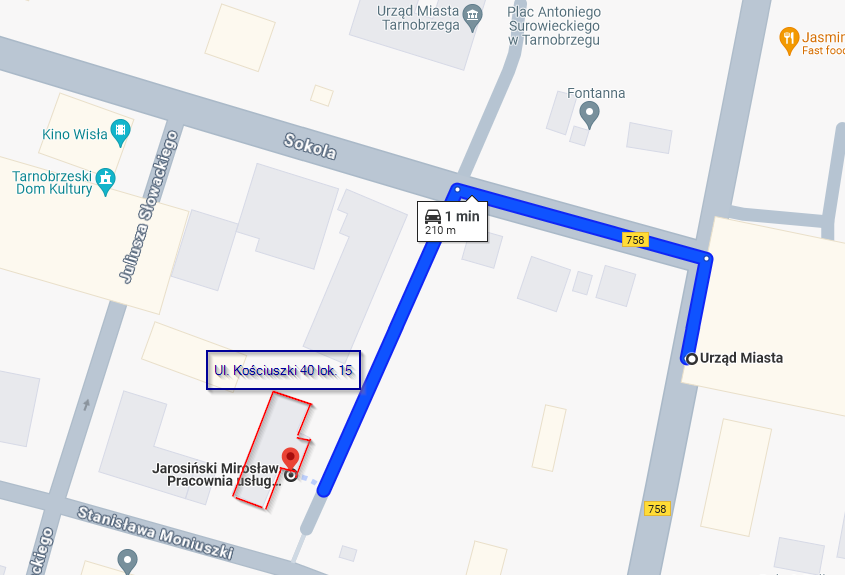 Urząd Miasta
Tarnobrzega
Plac Antoniego
Surowieckiego
w Tarnobrzegu
Jasmin
Fast food
Fontanna
Kino Wisła
Sokola
Tarnobrzeski
Dom Kultury
Juliusza Słowackiego
1 min
210 m
758
Urząd Miasta
Ul. Kościuszki 40 lok.15
Jarosiński Mirosław
Pracownia usług...
758
Stanisława Moniuszki
ckiego